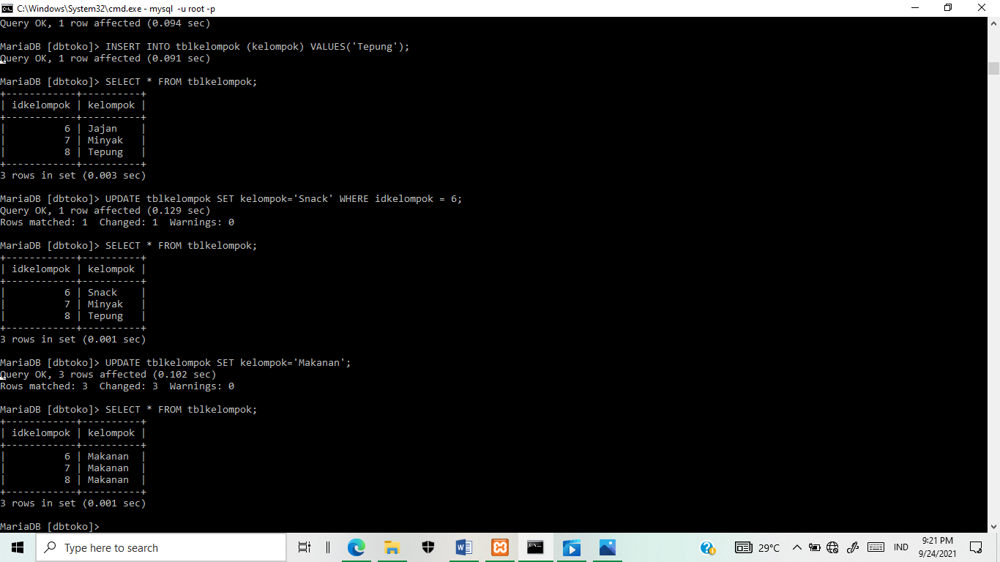 C:\Windows\System32\cmd.exe - mysql  -u root -p
Query OK, 1 row affected (0.094 sec)
MariaDB [dbtoko]> INSERT INTO tblkelompok (kelompok) VALUES('Tepung');
Query OK, 1 row affected (0.091 sec)
MariaDB [dbtoko]> SELECT * FROM tblkelompok;
+------------+----------+
| idkelompok | kelompok |
+------------+----------+
|          6 | Jajan    |
|          7 | Minyak   |
|          8 | Tepung   |
+------------+----------+
3 rows in set (0.003 sec)
MariaDB [dbtoko]> UPDATE tblkelompok SET kelompok='Snack' WHERE idkelompok = 6;
Query OK, 1 row affected (0.129 sec)
Rows matched: 1  Changed: 1  Warnings: 0
MariaDB [dbtoko]> SELECT * FROM tblkelompok;
+------------+----------+
| idkelompok | kelompok |
+------------+----------+
|          6 | Snack    |
|          7 | Minyak   |
|          8 | Tepung   |
+------------+----------+
3 rows in set (0.001 sec)
MariaDB [dbtoko]> UPDATE tblkelompok SET kelompok='Makanan';
Query OK, 3 rows affected (0.102 sec)
Rows matched: 3  Changed: 3  Warnings: 0
MariaDB [dbtoko]> SELECT * FROM tblkelompok;
+------------+----------+
| idkelompok | kelompok |
+------------+----------+
|          6 | Makanan  |
|          7 | Makanan  |
|          8 | Makanan  |
+------------+----------+
3 rows in set (0.001 sec)
MariaDB [dbtoko]>
Type here to search
29°C
IND
9:21 PM
9/24/2021